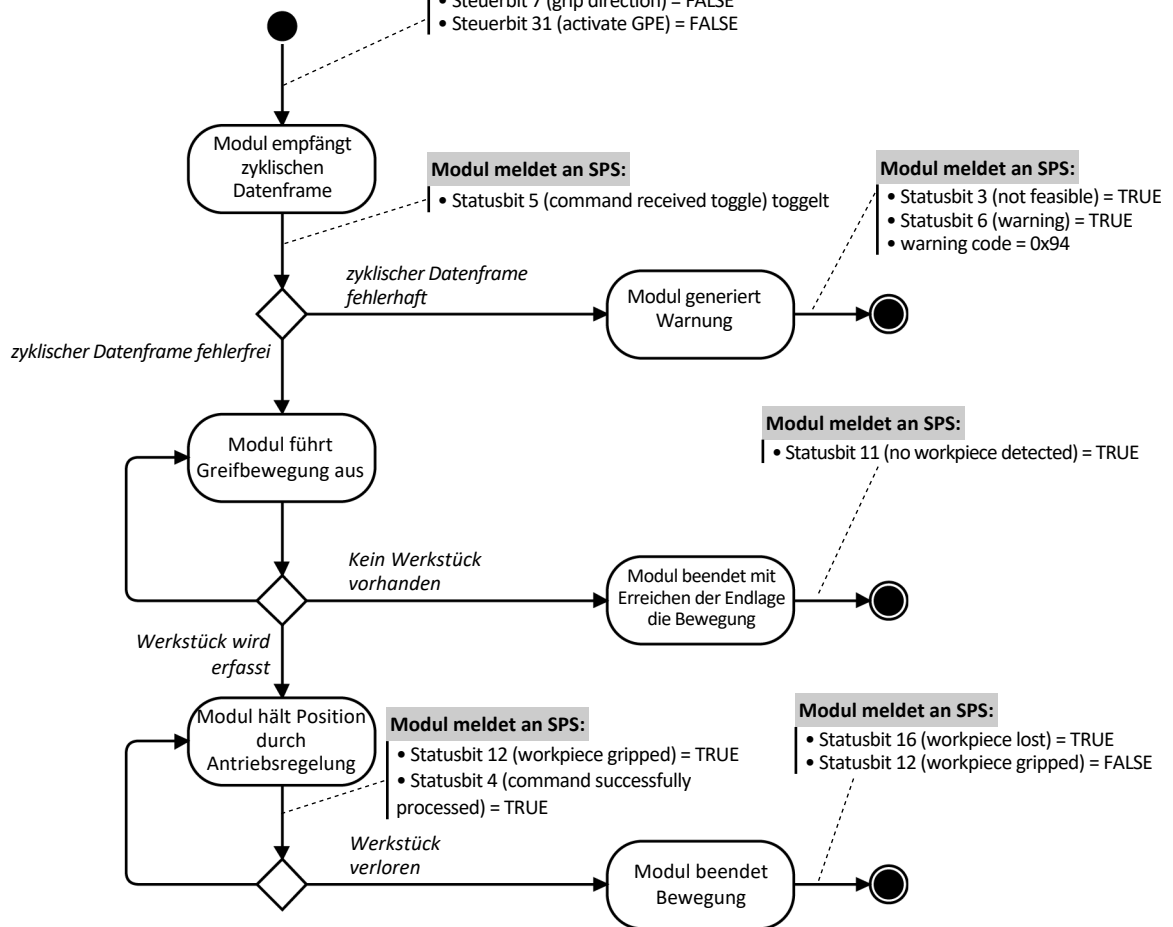 • Steuerbit 7 (grip direction) = FALSE
• Steuerbit 31 (activate GPE) = FALSE
Modul empfängt
zyklischen
Datenframe
Modul meldet an SPS:
• Statusbit 5 (command received toggle) toggelt
Modul meldet an SPS:
• Statusbit 3 (not feasible) = TRUE
• Statusbit 6 (warning) = TRUE
• warning code = 0x94
zyklischer Datenframe
fehlerhaft
Modul generiert
Warnung
zyklischer Datenframe fehlerfrei
Modul führt
Greifbewegung aus
Modul meldet an SPS:
• Statusbit 11 (no workpiece detected) = TRUE
Kein Werkstück
vorhanden
Modul beendet mit
Erreichen der Endlage
die Bewegung
Werkstück wird
erfasst
Modul hält Position
durch
Antriebsregelung
Modul meldet an SPS:
• Statusbit 12 (workpiece gripped) = TRUE
• Statusbit 4 (command successfully
processed) = TRUE
Modul meldet an SPS:
• Statusbit 16 (workpiece lost) = TRUE
• Statusbit 12 (workpiece gripped) = FALSE
Werkstück
verloren
Modul beendet
Bewegung